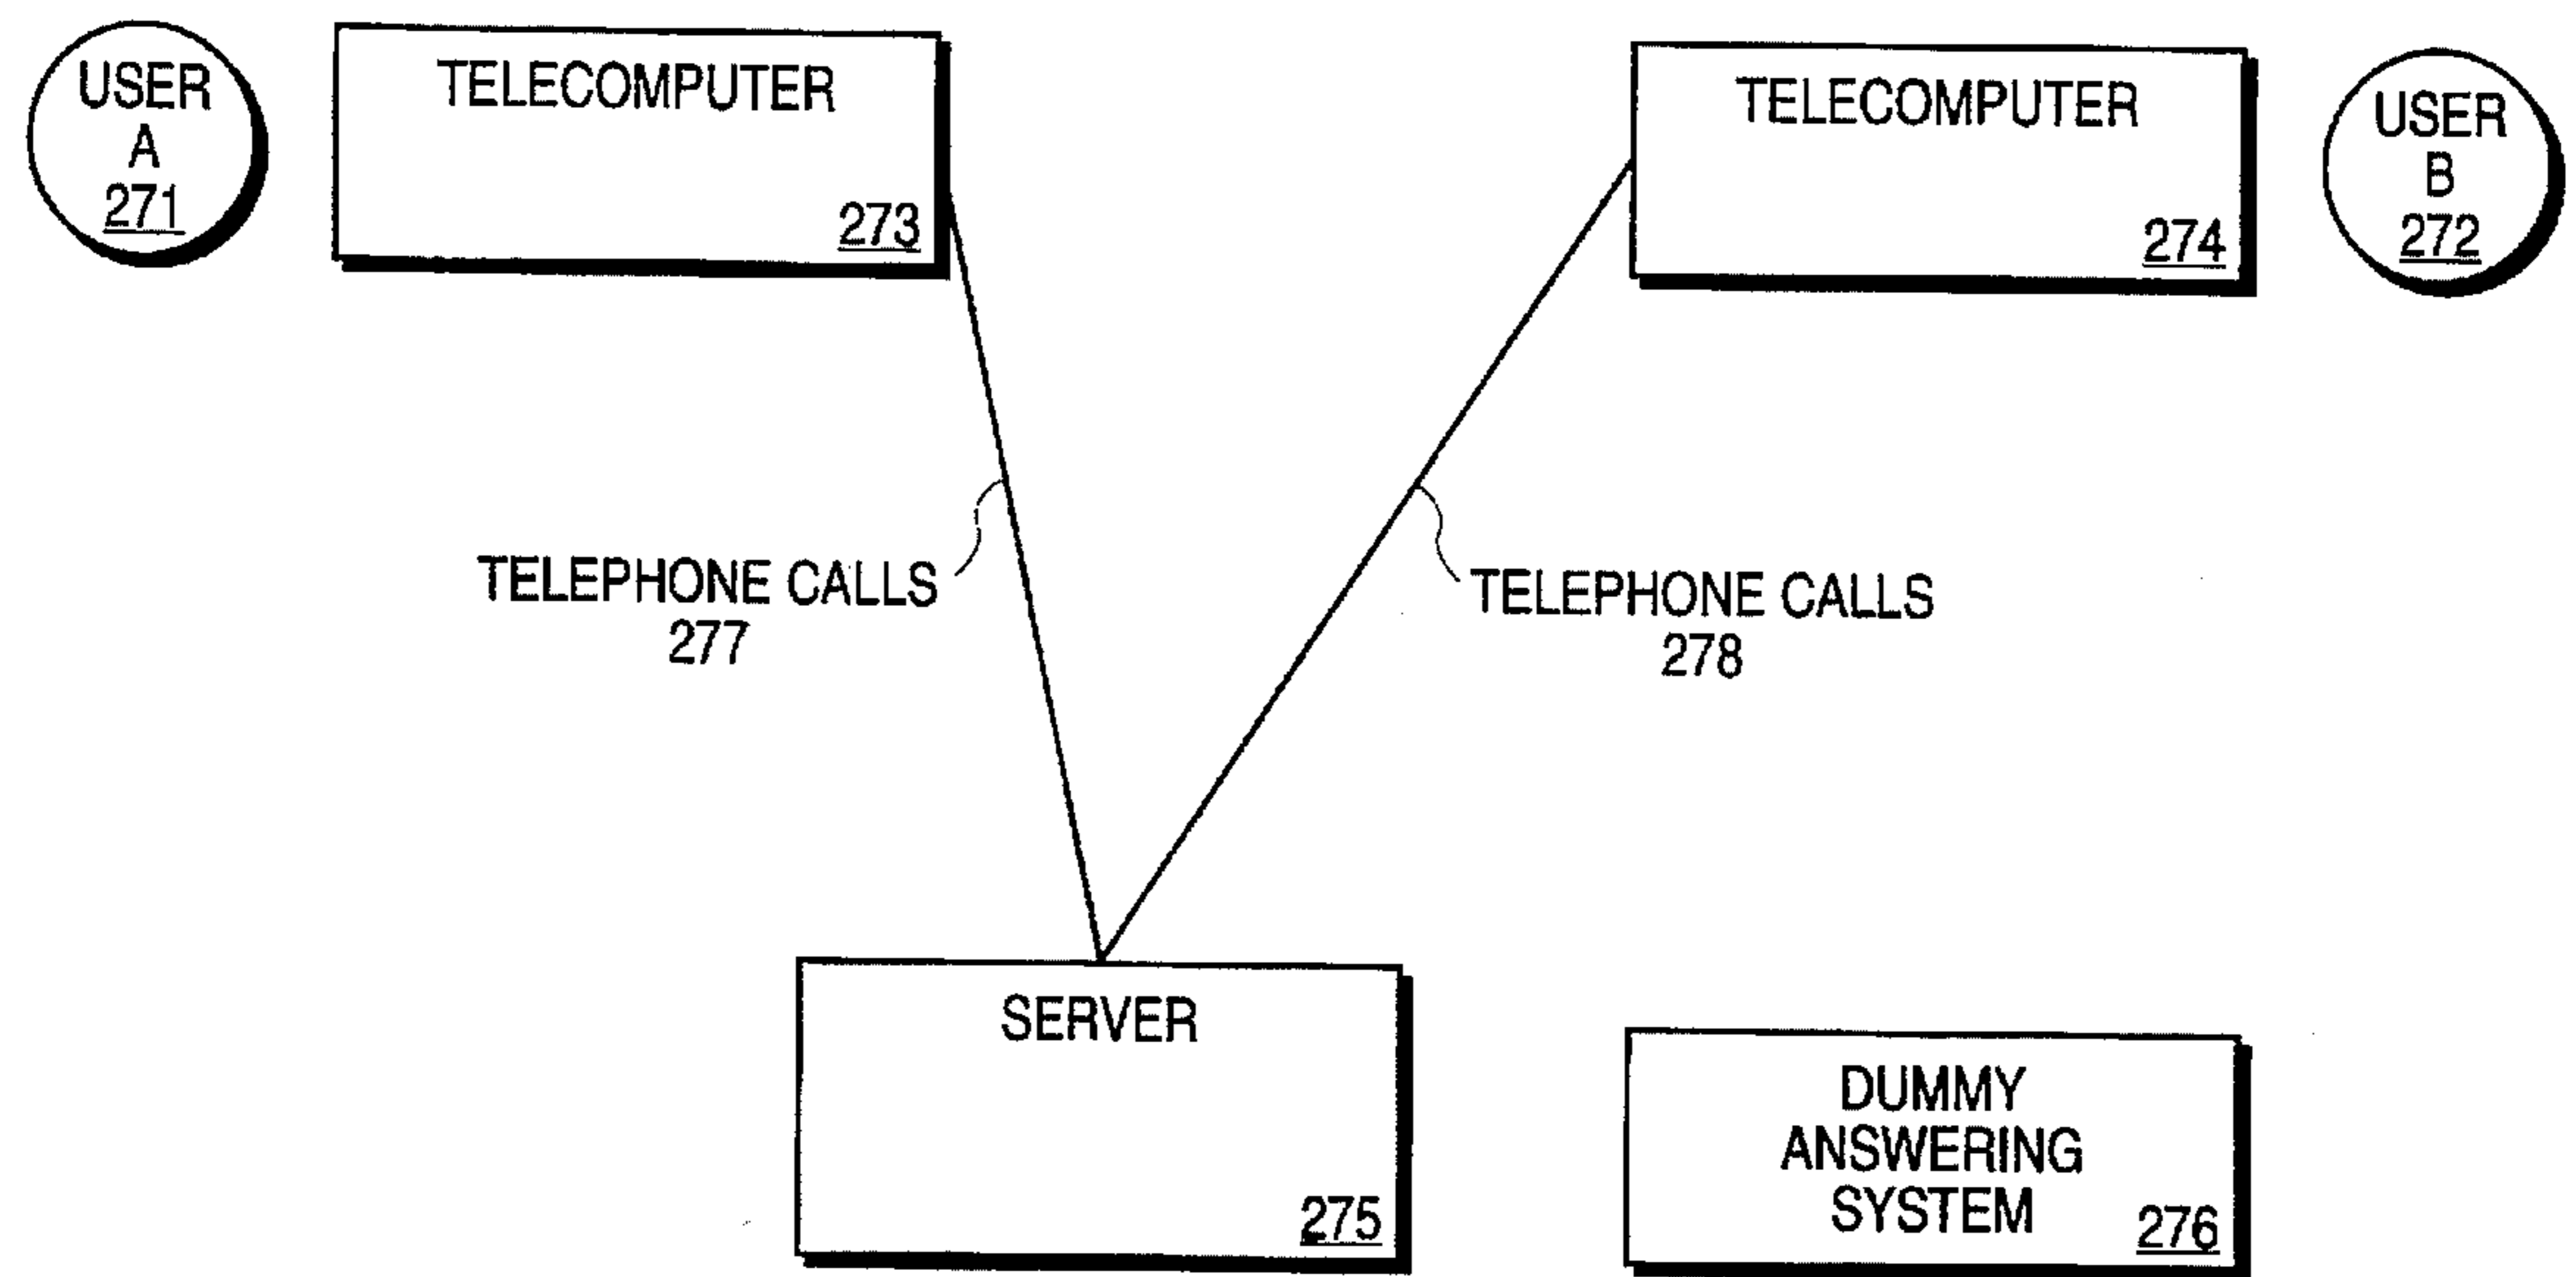 USER
A
271
TELECOMPUTER
273
TELECOMPUTER
274
USER
B
272
TELEPHONE CALLS
277
TELEPHONE CALLS
278
SERVER
275
DUMMY
ANSWERING
SYSTEM
276